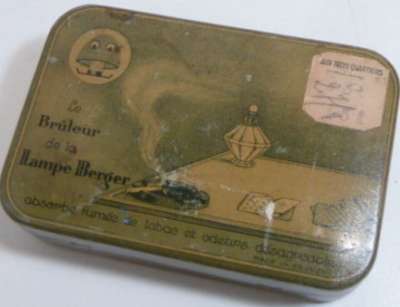 AUX TROIS QUARTIERS
Le
Brûleur
de la
Lampe Berger
absorbe fumée de tabac et odeurs désagréables